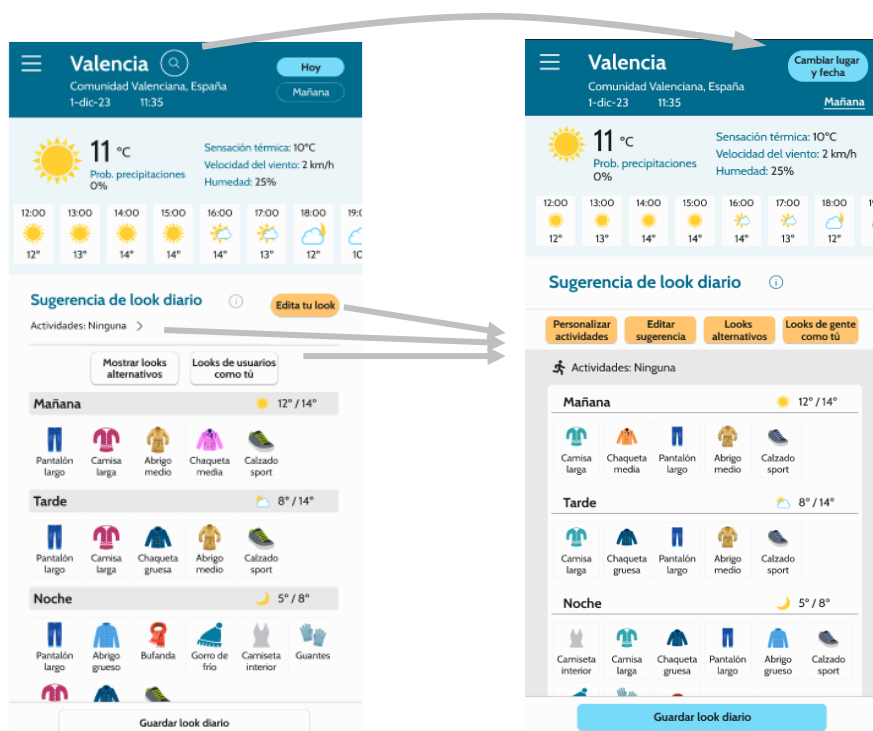 Valencia
Hoy
Comunidad Valenciana, España
Mañana
1-dic-23 11:35
11 °C
Prob. precipitaciones
0%
Sensación térmica: 10°C
Velocidad del viento: 2 km/h
Humedad: 25%
12:00 13:00 14:00 15:00 16:00 17:00 18:00
12° 13° 14° 14° 14° 13° 12°
Sugerencia de look diario
Edita tu look
Actividades: Ninguna >
Mostrar looks
alternativos
Looks de usuarios
como tú
Mañana 12° / 14°
Pantalón
largo
Camisa
larga
Abrigo
medio
Chaqueta
media
Calzado
sport
Tarde 8° / 14°
Pantalón
largo
Camisa
larga
Chaqueta
gruesa
Abrigo
medio
Calzado
sport
Noche 5° / 8°
Pantalón
largo
Abrigo
grueso
Bufanda
Gorro de
frío
Camiseta
interior
Guantes
Guardar look diario
Valencia
Cambiar lugar
y fecha
Comunidad Valenciana, España
1-dic-23 11:35
Mañana
11 °C
Prob. precipitaciones
0%
Sensación térmica: 10°C
Velocidad del viento: 2 km/h
Humedad: 25%
12:00 13:00 14:00 15:00 16:00 17:00 18:00
12° 13° 14° 14° 14° 13° 12°
Sugerencia de look diario
Personalizar
actividades
Editar
sugerencia
Looks
alternativos
Looks de gente
como tú
Actividades: Ninguna
Mañana 12° / 14°
Camisa
larga
Chaqueta
media
Pantalón
largo
Abrigo
medio
Calzado
sport
Tarde 8° / 14°
Camisa
larga
Chaqueta
gruesa
Pantalón
largo
Abrigo
medio
Calzado
sport
Noche 5° / 8°
Camiseta
interior
Camisa
larga
Chaqueta
gruesa
Pantalón
largo
Abrigo
grueso
Calzado
sport
Guardar look diario